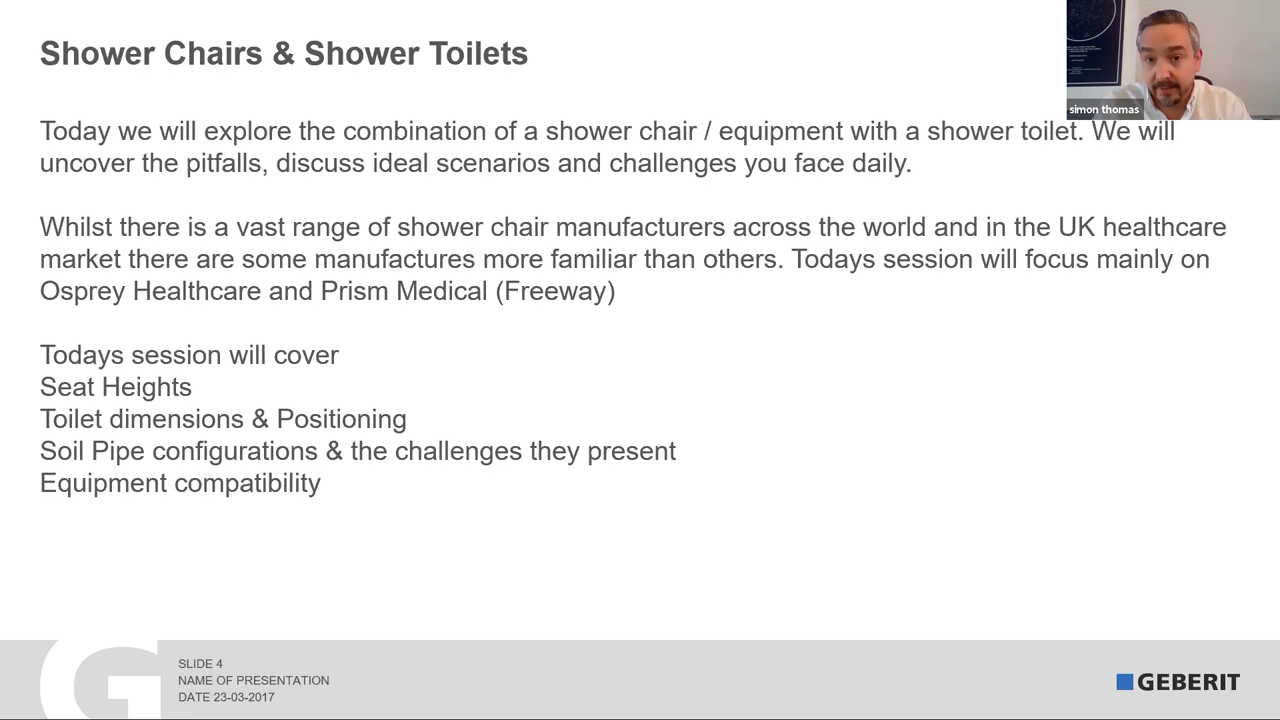 Shower Chairs & Shower Toilets
simon thomas
Today we will explore the combination of a shower chair / equipment with a shower toilet. We will
uncover the pitfalls, discuss ideal scenarios and challenges you face daily.
Whilst there is a vast range of shower chair manufacturers across the world and in the UK healthcare
market there are some manufactures more familiar than others. Todays session will focus mainly on
Osprey Healthcare and Prism Medical (Freeway)
Todays session will cover
Seat Heights
Toilet dimensions & Positioning
Soil Pipe configurations & the challenges they present
Equipment compatibility
SLIDE 4
NAME OF PRESENTATION
DATE 23-03-2017
GEBERIT